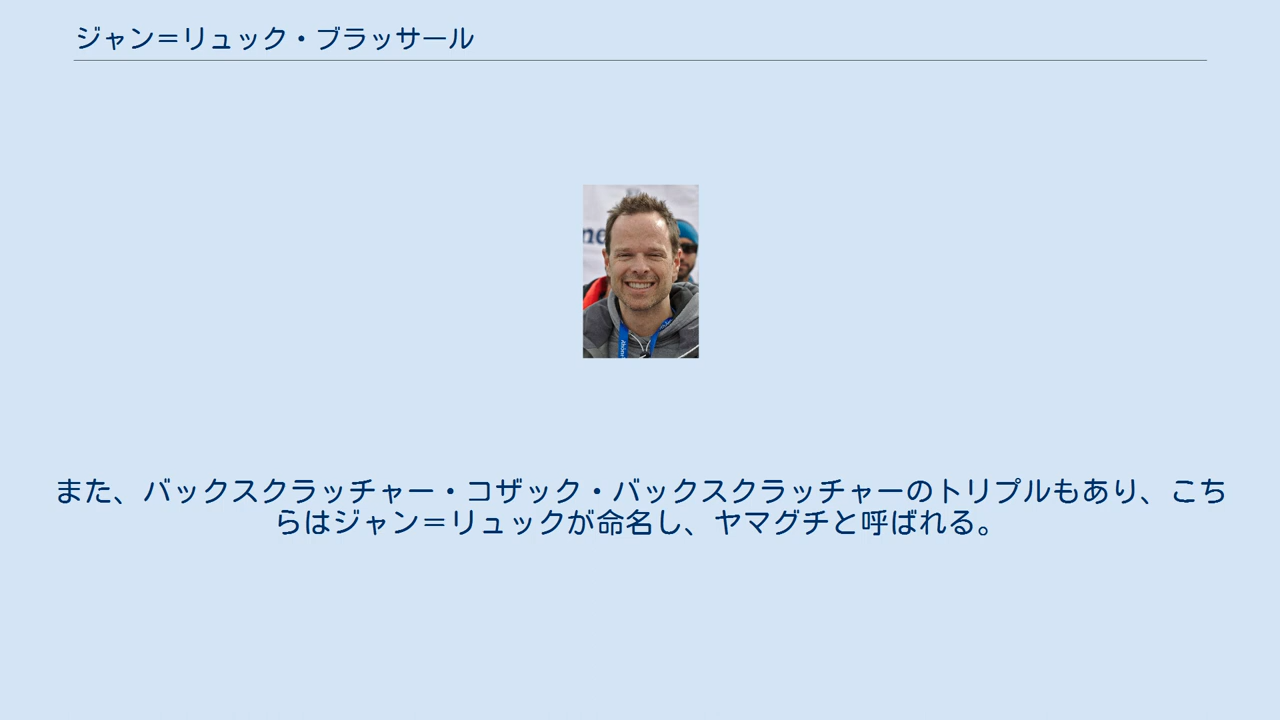 ジャン＝リュック・ブラッサール
また、バックスクラッチャー・コザック・バックスクラッチャーのトリプルもあり、こち
らはジャン＝リュックが命名し、ヤマグチと呼ばれる。